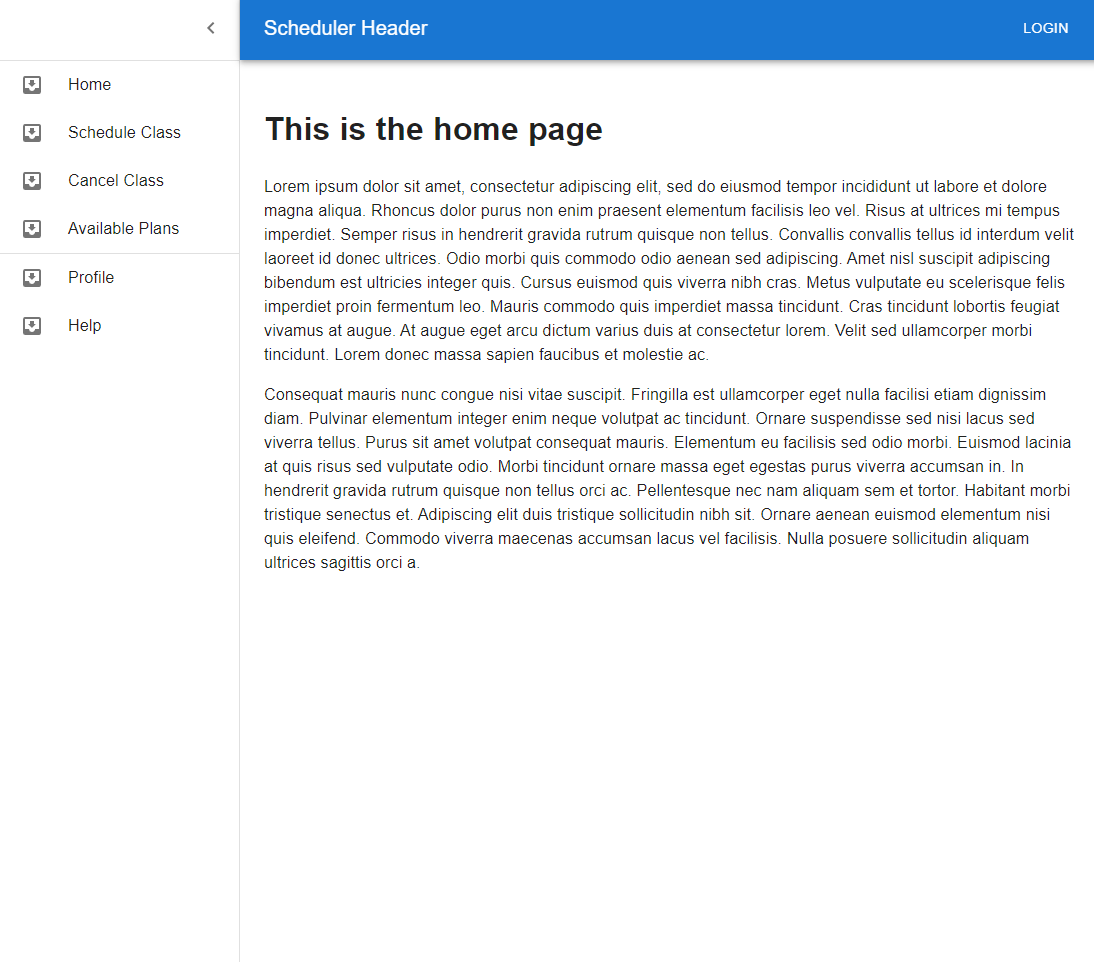 Scheduler Header
LOGIN
Home
Schedule Class
Cancel Class
Available Plans
Profile
Help
This is the home page
Lorem ipsum dolor sit amet, consectetur adipiscing elit, sed do eiusmod tempor incididunt ut labore et dolore
magna aliqua. Rhoncus dolor purus non enim praesent elementum facilisis leo vel. Risus at ultrices mi tempus
imperdiet. Semper risus in hendrerit gravida rutrum quisque non tellus. Convallis convallis tellus id interdum velit
laoreet id donec ultrices. Odio morbi quis commodo odio aenean sed adipiscing. Amet nisl suscipit adipiscing
bibendum est ultricies integer quis. Cursus euismod quis viverra nibh cras. Metus vulputate eu scelerisque felis
imperdiet proin fermentum leo. Mauris commodo quis imperdiet massa tincidunt. Cras tincidunt lobortis feugiat
vivamus at augue. At augue eget arcu dictum varius duis at consectetur lorem. Velit sed ullamcorper morbi
tincidunt. Lorem donec massa sapien faucibus et molestie ac.
Consequat mauris nunc congue nisi vitae suscipit. Fringilla est ullamcorper eget nulla facilisi etiam dignissim
diam. Pulvinar elementum integer enim neque volutpat ac tincidunt. Ornare suspendisse sed nisi lacus sed
viverra tellus. Purus sit amet volutpat consequat mauris. Elementum eu facilisis sed odio morbi. Euismod lacinia
at quis risus sed vulputate odio. Morbi tincidunt ornare massa eget egestas purus viverra accumsan in. In
hendrerit gravida rutrum quisque non tellus orci ac. Pellentesque nec nam aliquam sem et tortor. Habitant morbi
tristique senectus et. Adipiscing elit duis tristique sollicitudin nibh sit. Ornare aenean euismod elementum nisi
quis eleifend. Commodo viverra maecenas accumsan lacus vel facilisis. Nulla posuere sollicitudin aliquam
ultrices sagittis orci a.